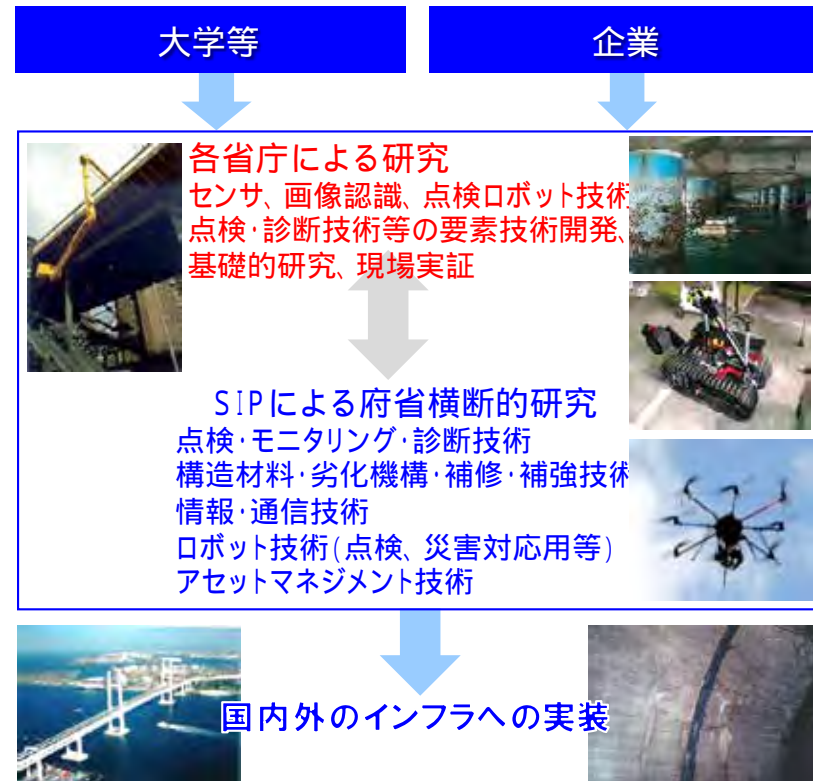 大学等
企業
各省庁による研究
センサ、画像認識、点検ロボット技術
点検・診断技術等の要素技術開発、
基礎的研究、現場実証
SIPによる府省横断的研究
点検・モニタリング・診断技術
構造材料・劣化機構・補修・補強技術
情報・通信技術
ロボット技術(点検、災害対応用等)
アセットマネジメント技術
国内外のインフラへの実装